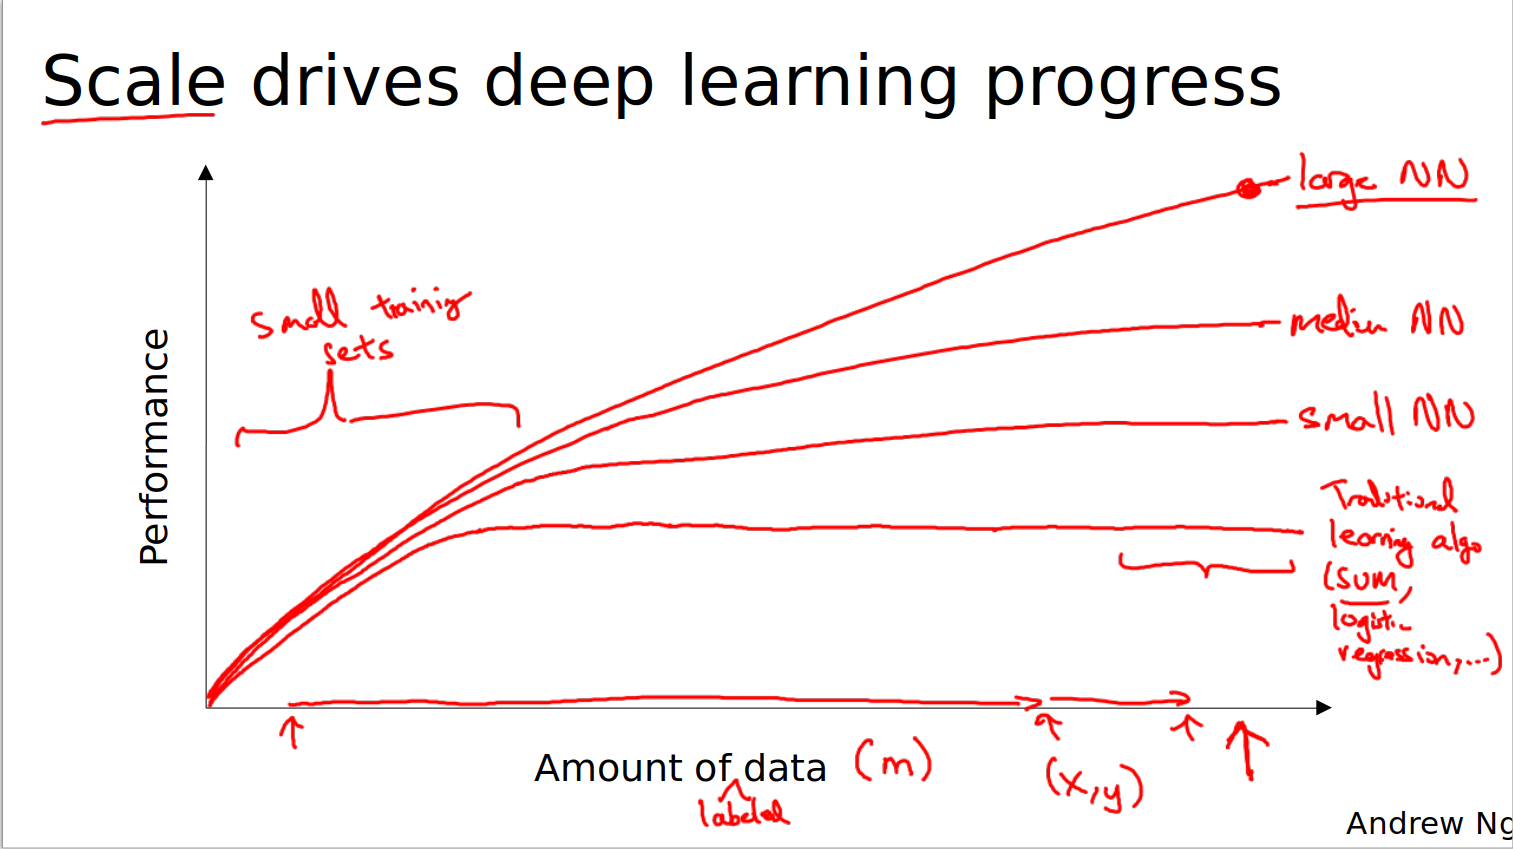 Scale drives deep learning progress
large NN
medium NN
small NN
small training
sets
Traditional
learning algo
(SVM,
logistic
regression,...)
Performance
Amount of data (m)
labeled
(x,y)
Andrew Ng